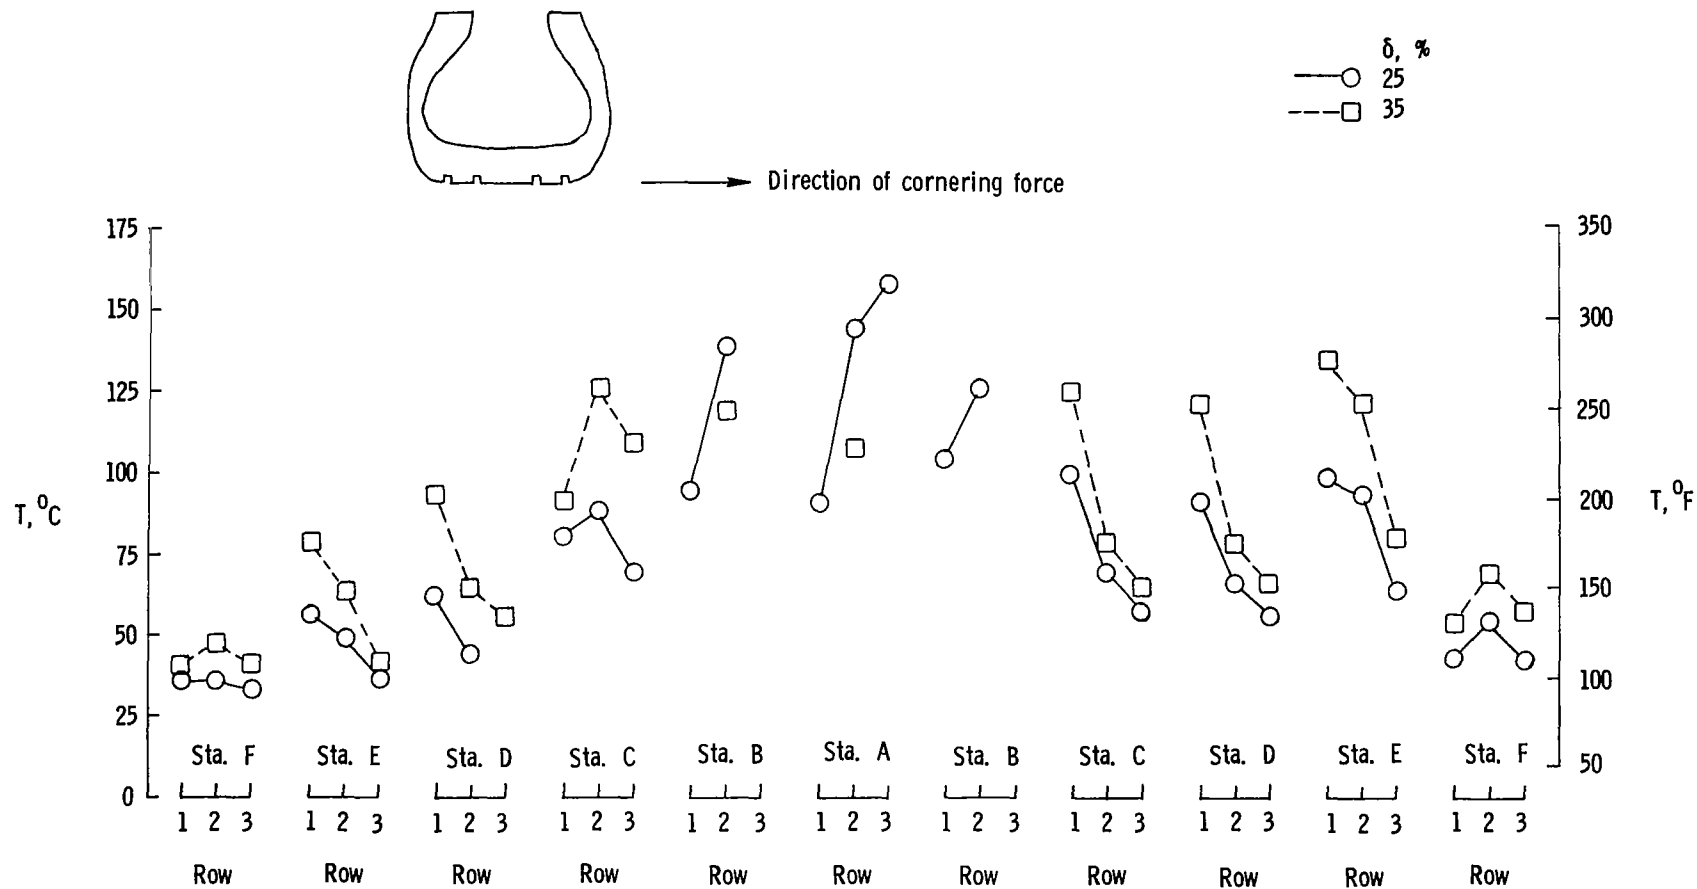 δ, %
25
35
Direction of cornering force
175
150
125
100
75
50
25
0
T, °C
350
300
250
200
150
100
50
T, °F
Sta. F Sta. E Sta. D Sta. C Sta. B Sta. A Sta. B Sta. C Sta. D Sta. E Sta. F
1 2 3 1 2 3 1 2 3 1 2 3 1 2 3 1 2 3 1 2 3 1 2 3 1 2 3 1 2 3 1 2 3
Row Row Row Row Row Row Row Row Row Row Row